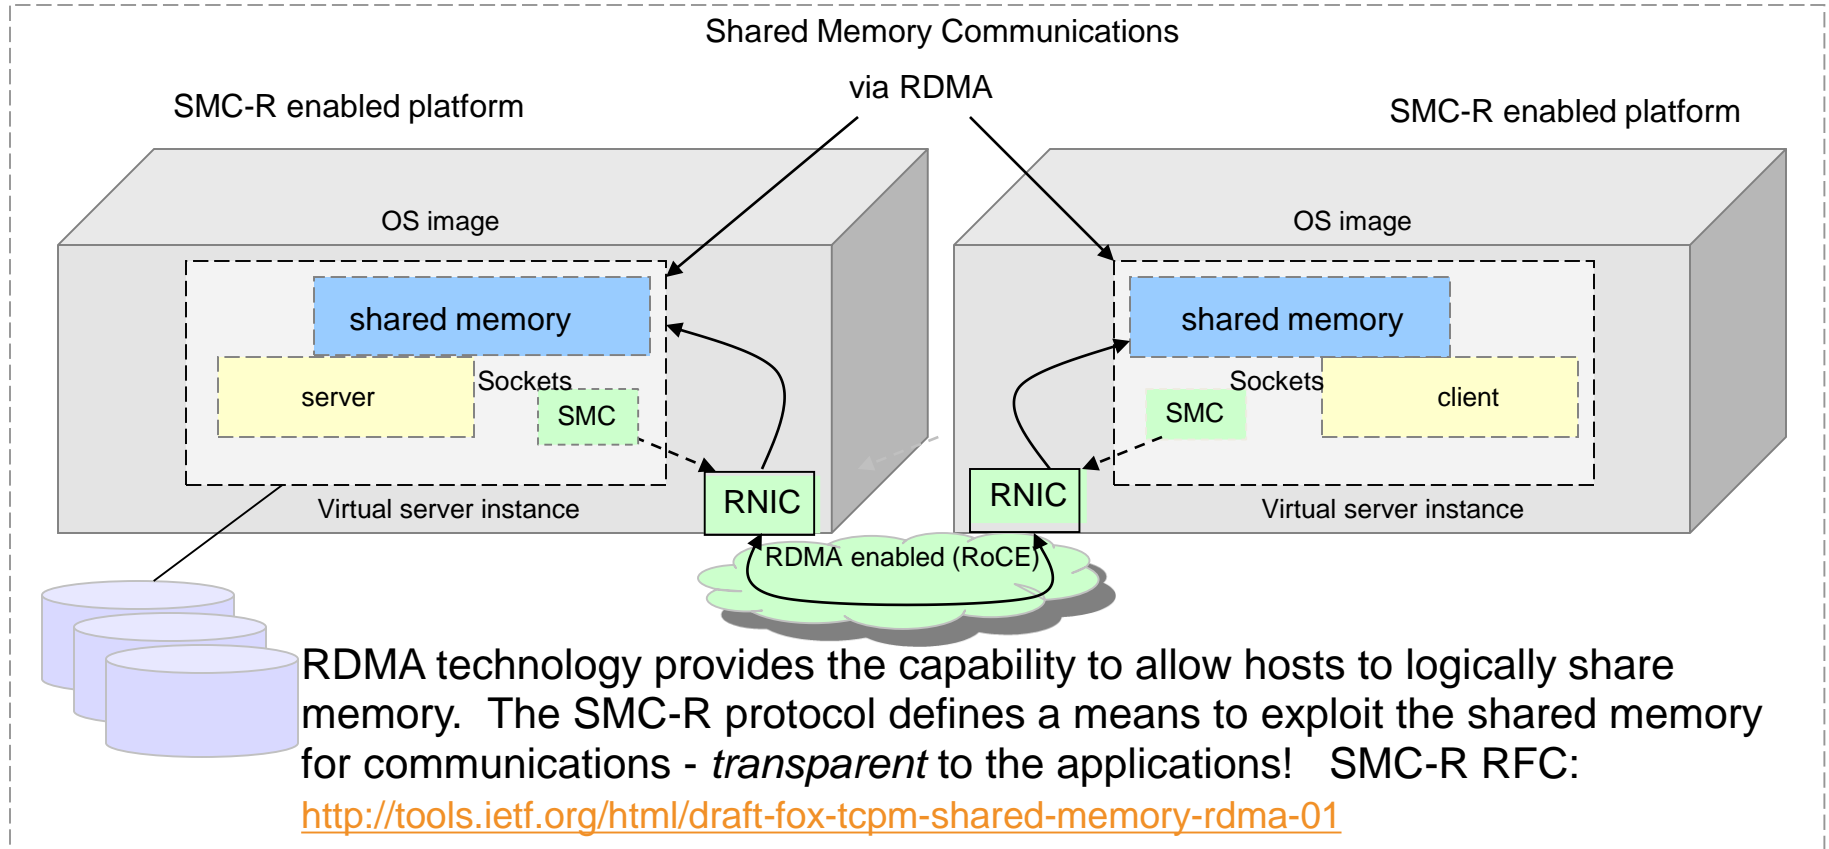 Shared Memory Communications
via RDMA
SMC-R enabled platform
SMC-R enabled platform
OS image
OS image
shared memory
shared memory
Sockets
Sockets
server
client
SMC
SMC
RNIC
RNIC
Virtual server instance
Virtual server instance
RDMA enabled (RoCE)
RDMA technology provides the capability to allow hosts to logically share
memory.  The SMC-R protocol defines a means to exploit the shared memory
for communications - transparent to the applications!   SMC-R RFC:
http://tools.ietf.org/html/draft-fox-tcpm-shared-memory-rdma-01